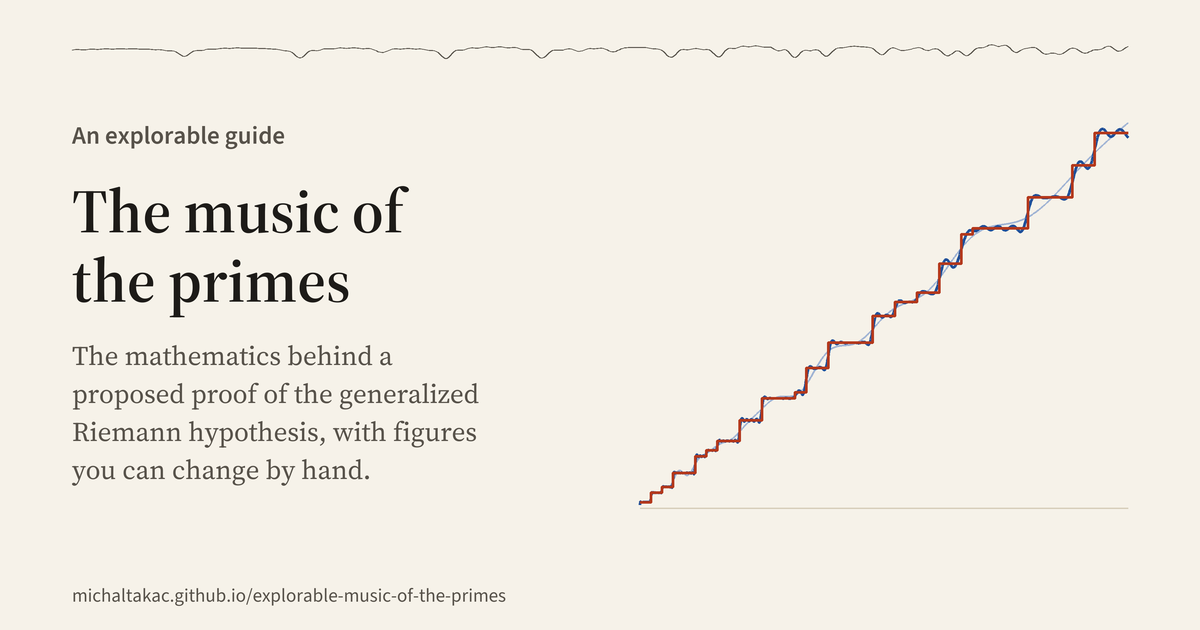 An explorable guide
The music of
the primes
The mathematics behind a
proposed proof of the generalized
Riemann hypothesis, with figures
you can change by hand.
michaltakac.github.io/explorable-music-of-the-primes